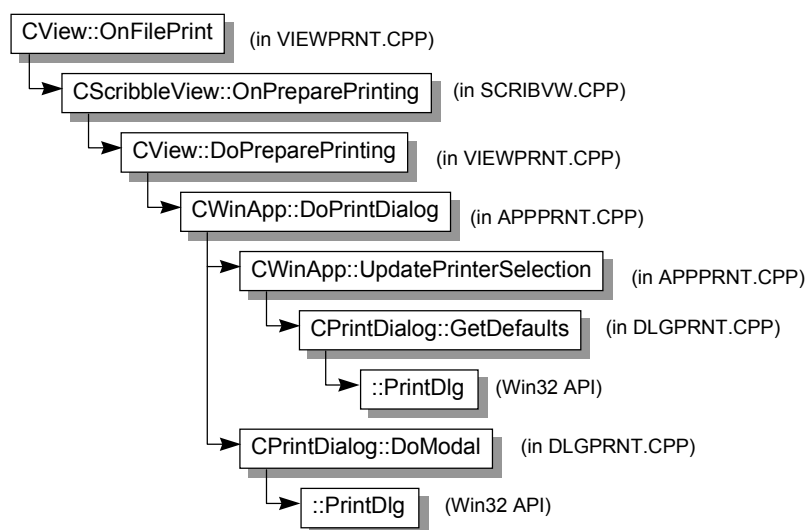 CView::OnFilePrint (in VIEWPRNT.CPP)
CScribbleView::OnPreparePrinting (in SCRIBVW.CPP)
CView::DoPreparePrinting (in VIEWPRNT.CPP)
CWinApp::DoPrintDialog (in APPPRNT.CPP)
CWinApp::UpdatePrinterSelection (in APPPRNT.CPP)
CPrintDialog::GetDefaults (in DLGPRNT.CPP)
::PrintDlg (Win32 API)
CPrintDialog::DoModal (in DLGPRNT.CPP)
::PrintDlg (Win32 API)